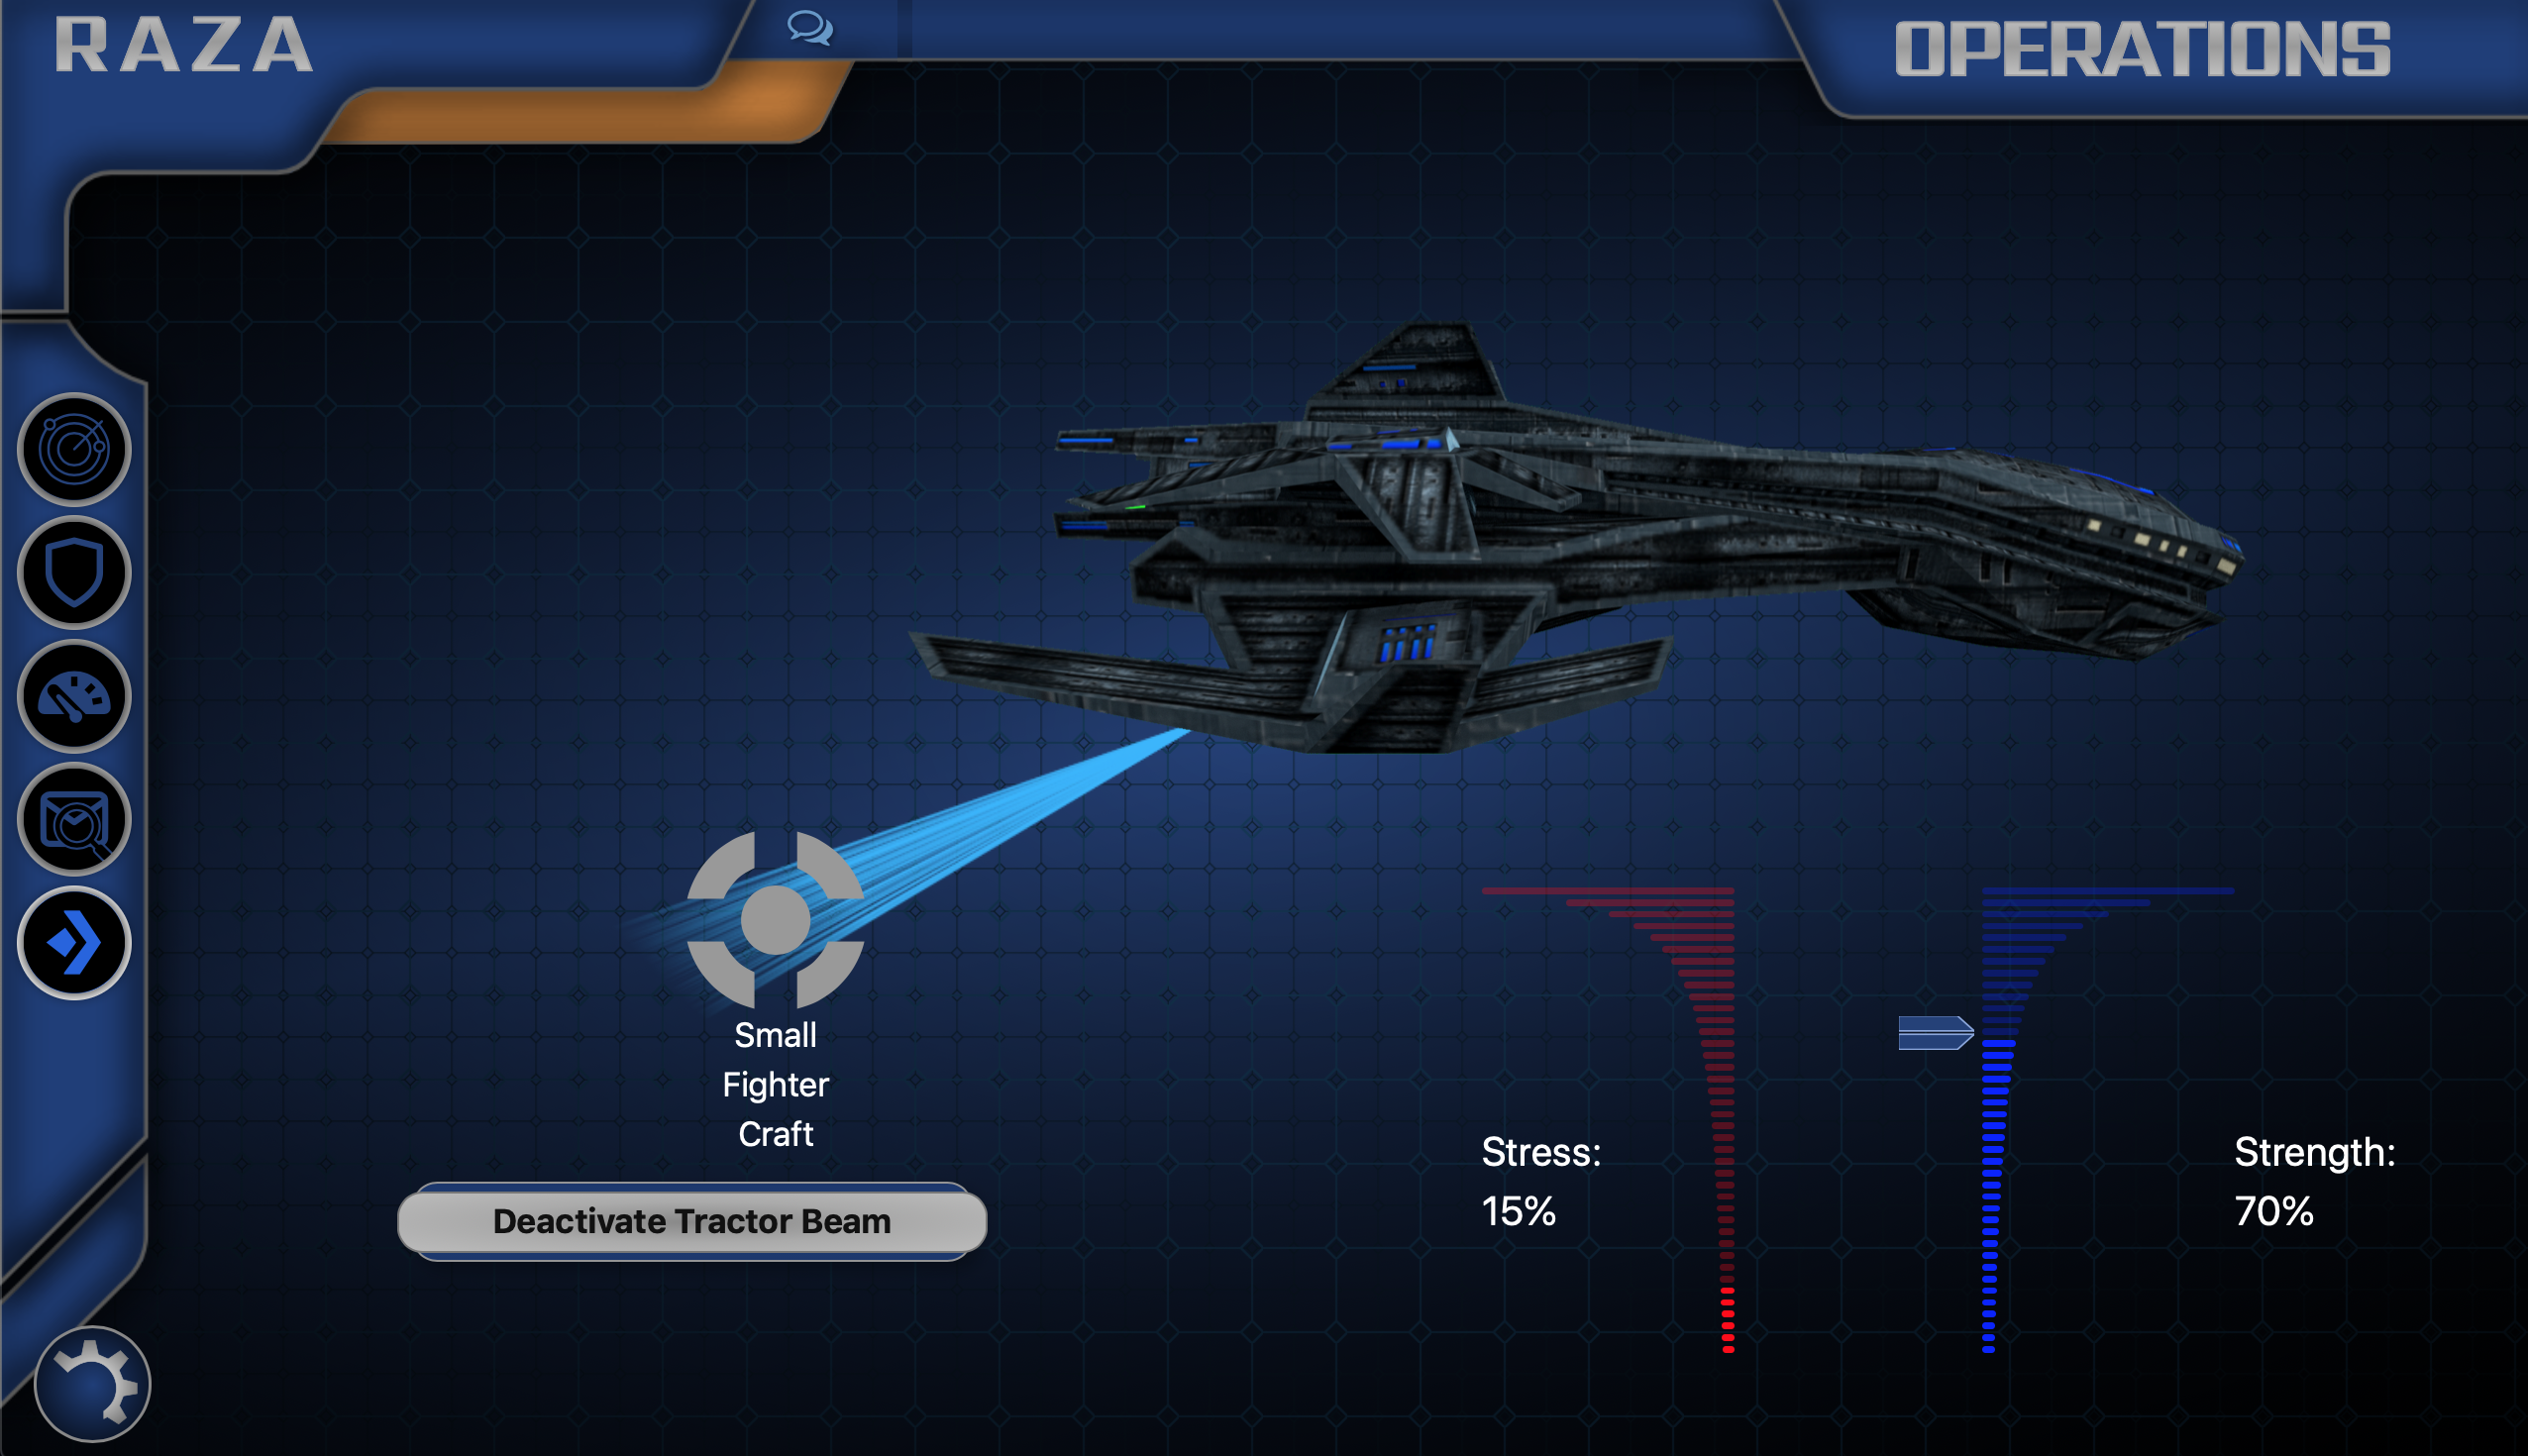 RAZA
OPERATIONS
Small
Fighter
Craft
Deactivate Tractor Beam
Stress:
15%
Strength:
70%